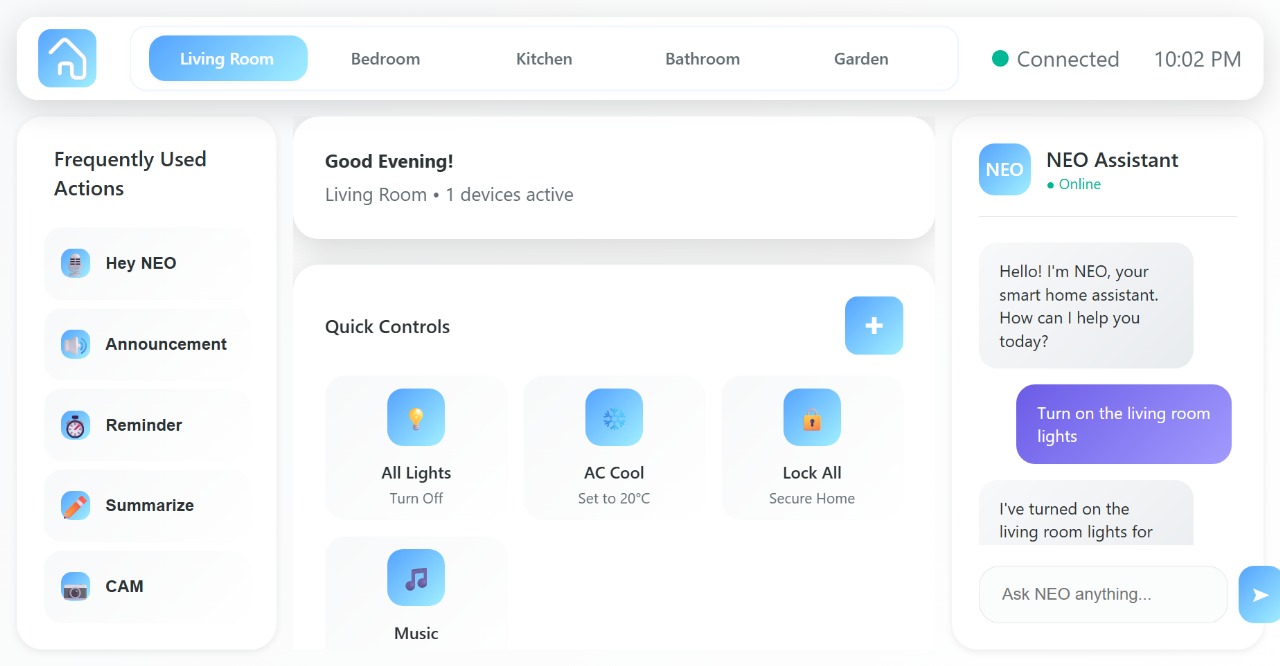 Living Room
Bedroom
Kitchen
Bathroom
Garden
Connected
10:02 PM
Frequently Used
Actions
Hey NEO
Announcement
Reminder
Summarize
CAM
Good Evening!
Living Room • 1 devices active
Quick Controls
+
All Lights
Turn Off
AC Cool
Set to 20°C
Lock All
Secure Home
Music
NEO
NEO Assistant
● Online
Hello! I'm NEO, your
smart home assistant.
How can I help you
today?
Turn on the living room
lights
I've turned on the
living room lights for
Ask NEO anything...